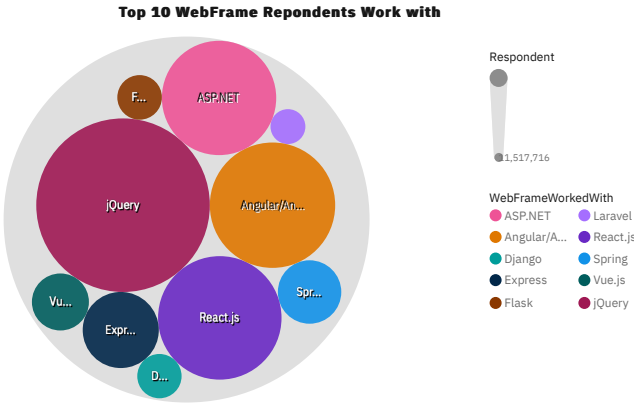 Top 10 WebFrame Repondents Work with
F...
ASP.NET
jQuery
Angular/An...
Vu...
Expr...
React.js
Spr...
D...
Respondent
11,517,716
WebFrameWorkedWith
ASP.NET
Laravel
Angular/A...
React.js
Django
Spring
Express
Vue.js
Flask
jQuery